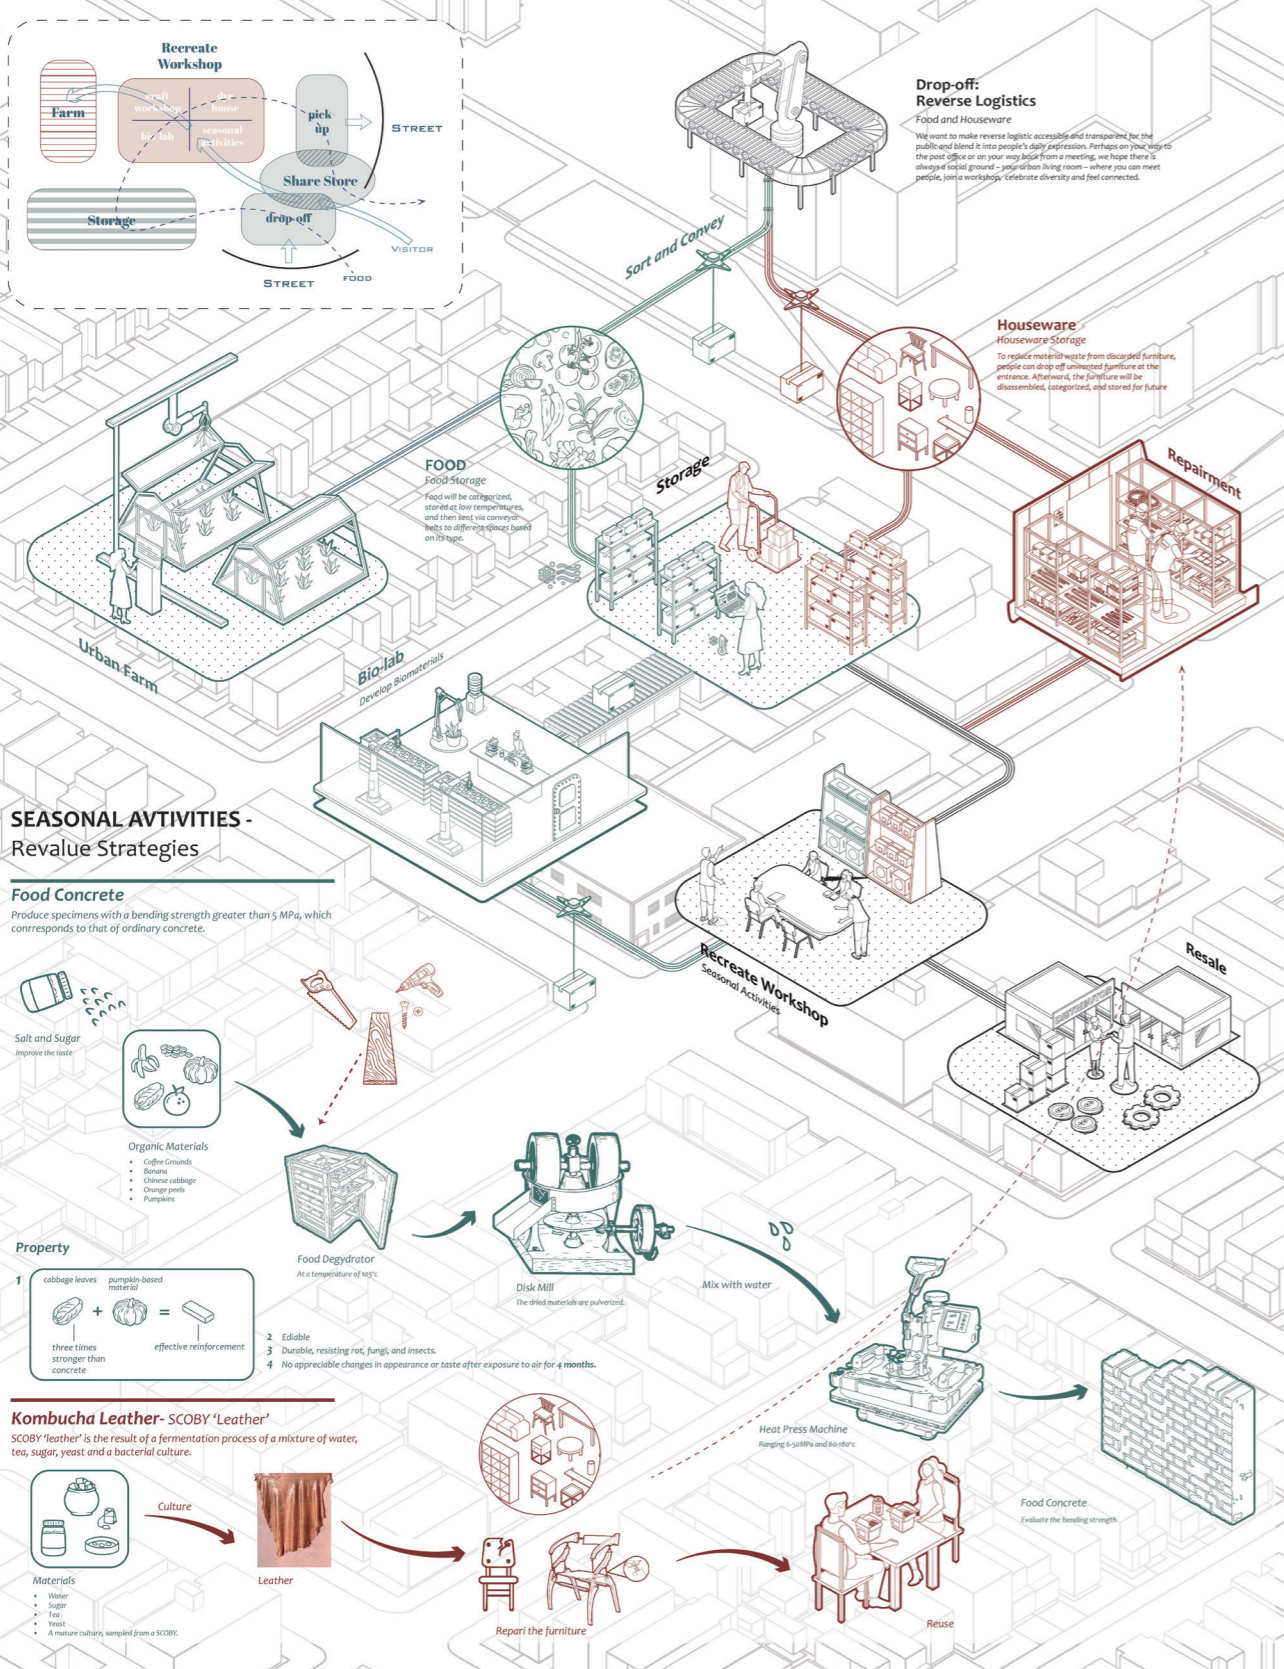 Recreate
Workshop
Farm
craft
workshop
dye
house
bio lab
seasonal
activities
pick-
up
STREET
Share Store
Storage
drop-off
VISITOR
STREET
FOOD
Drop-off:
Reverse Logistics
Food and Houseware
We want to make reverse logistic accessible and transparent for the
public and blend it into people's daily expression. Perhaps on your way to
the post office or on your way back from a meeting, we hope there is
always a social ground – your urban living room – where you can meet
people, join a workshop, celebrate diversity and feel connected.
Sort and Convey
Houseware
Houseware Storage
To reduce material waste from discarded furniture,
people can drop off unwanted furniture at the
entrance. Afterward, the furniture will be
disassembled, categorized, and stored for future
FOOD
Food Storage
Food will be categorized,
stored at low temperatures,
and then sent via conveyor
belts to different spaces based
on its type.
Storage
Repairment
Urban Farm
Bio-lab
Develop Biomaterials
SEASONAL AVTIVITIES -
Revalue Strategies
Food Concrete
Produce specimens with a bending strength greater than 5 MPa, which
conrresponds to that of ordinary concrete.
Recreate Workshop
Seasonal Activities
Resale
DISTRIBUTOR
Salt and Sugar
Improve the taste
Organic Materials
• Coffee Grounds
• Banana
• Chinese cabbage
• Orange peels
• Pumpkins
Food Degydrator
At a temperature of 105°c
Disk Mill
The dried materials are pulverized.
Mix with water
Property
1
cabbage leaves
pumpkin-based
material
+
=
three times
stronger than
concrete
effective reinforcement
2 Ediable
3 Durable, resisting rot, fungi, and insects.
4 No appreciable changes in appearance or taste after exposure to air for 4 months.
Heat Press Machine
Ranging 6-50MPa and 60-180°c
Food Concrete
Evaluate the bending strength
Kombucha Leather- SCOBY 'Leather'
SCOBY 'leather' is the result of a fermentation process of a mixture of water,
tea, sugar, yeast and a bacterial culture.
Culture
Materials
• Water
• Sugar
• Tea
• Yeast
• A mature culture, sampled from a SCOBY.
Leather
Repari the furniture
Reuse